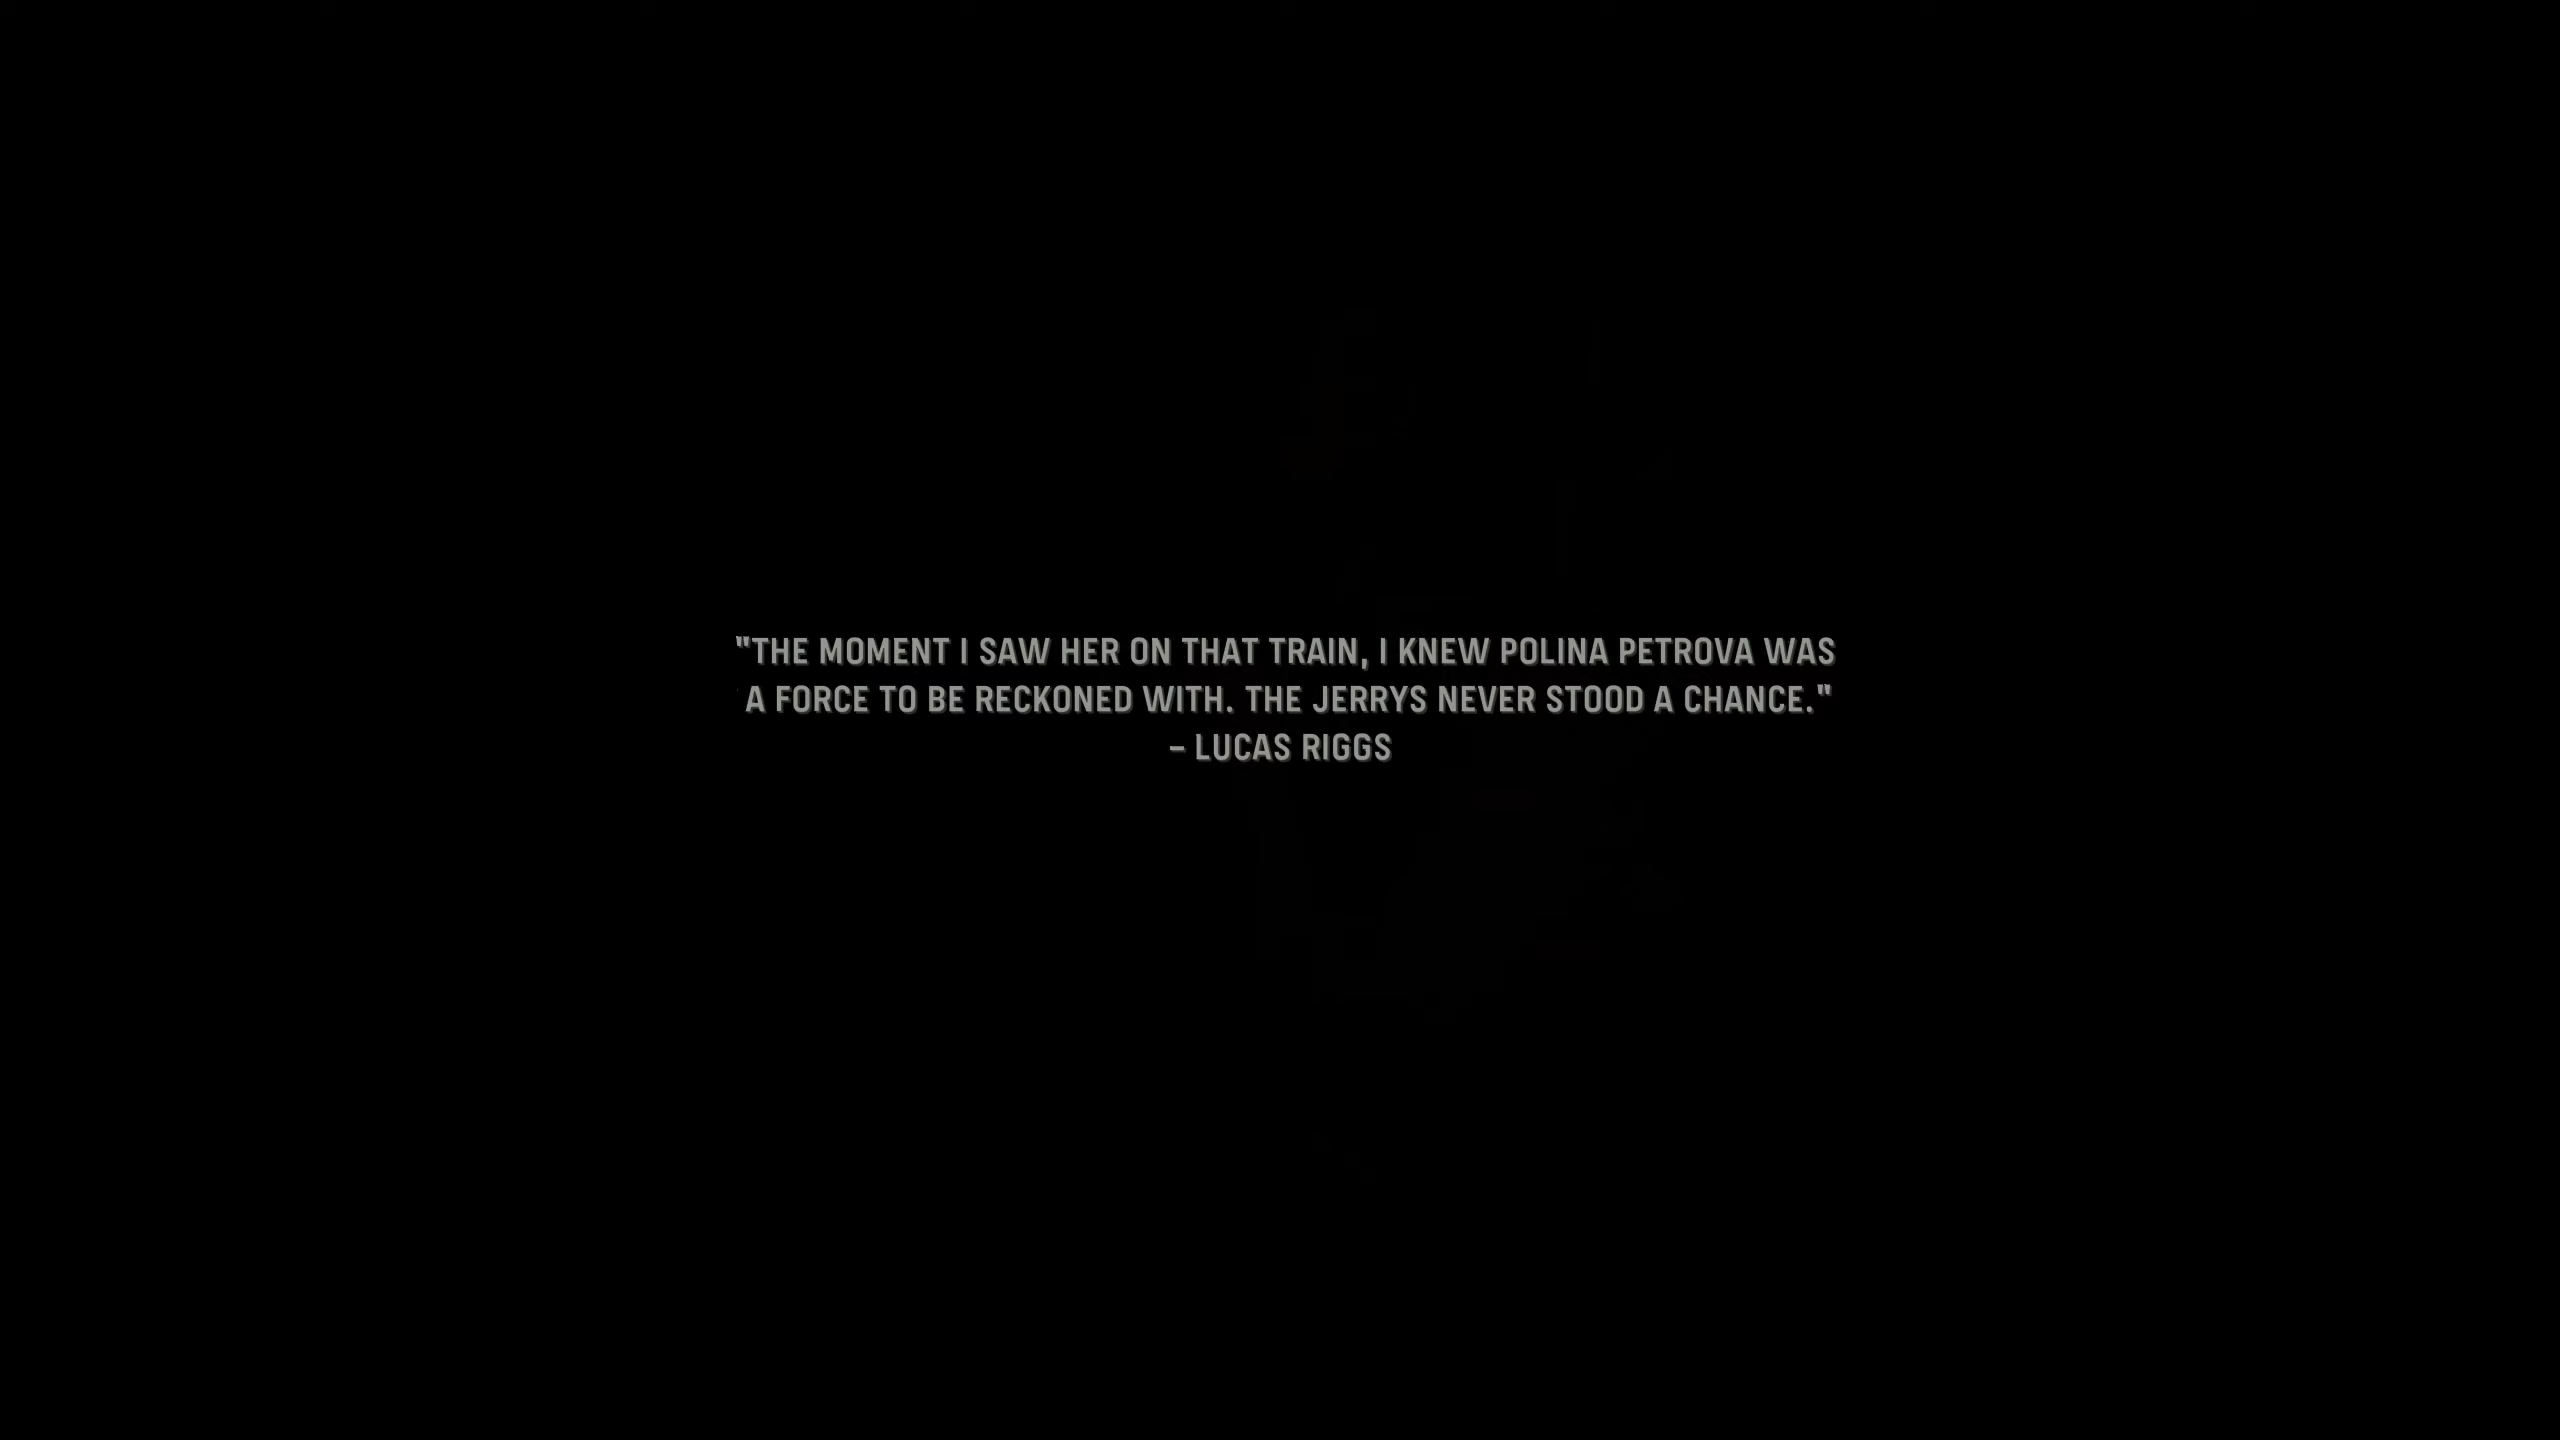 "THE MOMENT I SAW HER ON THAT TRAIN, I KNEW POLINA PETROVA WAS
A FORCE TO BE RECKONED WITH. THE JERRYS NEVER STOOD A CHANCE."
– LUCAS RIGGS